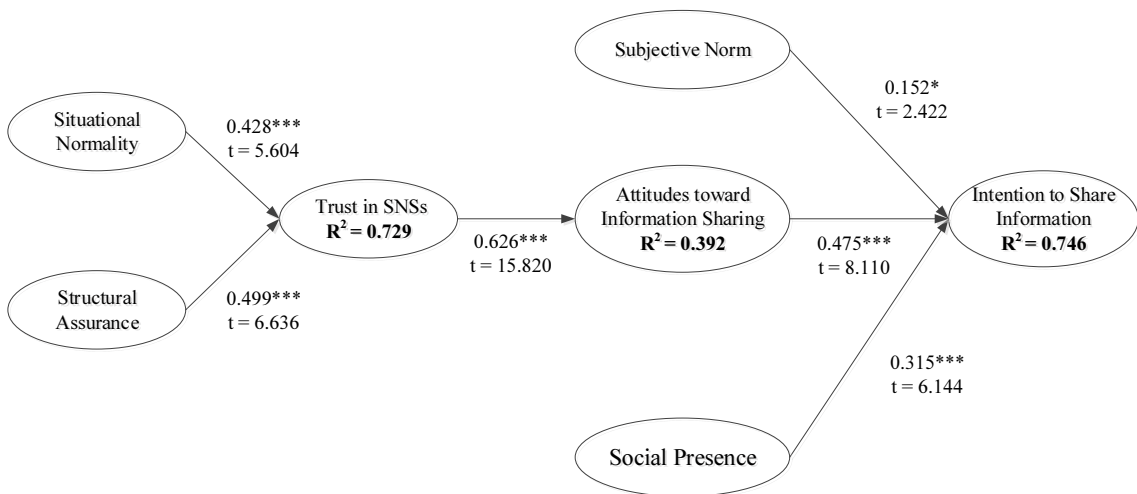 Subjective Norm
0.152*
t = 2.422
Situational
Normality
0.428***
t = 5.604
Trust in SNSs
R² = 0.729
Attitudes toward
Information Sharing
R² = 0.392
Intention to Share
Information
R² = 0.746
0.626***
t = 15.820
0.475***
t = 8.110
Structural
Assurance
0.499***
t = 6.636
0.315***
t = 6.144
Social Presence